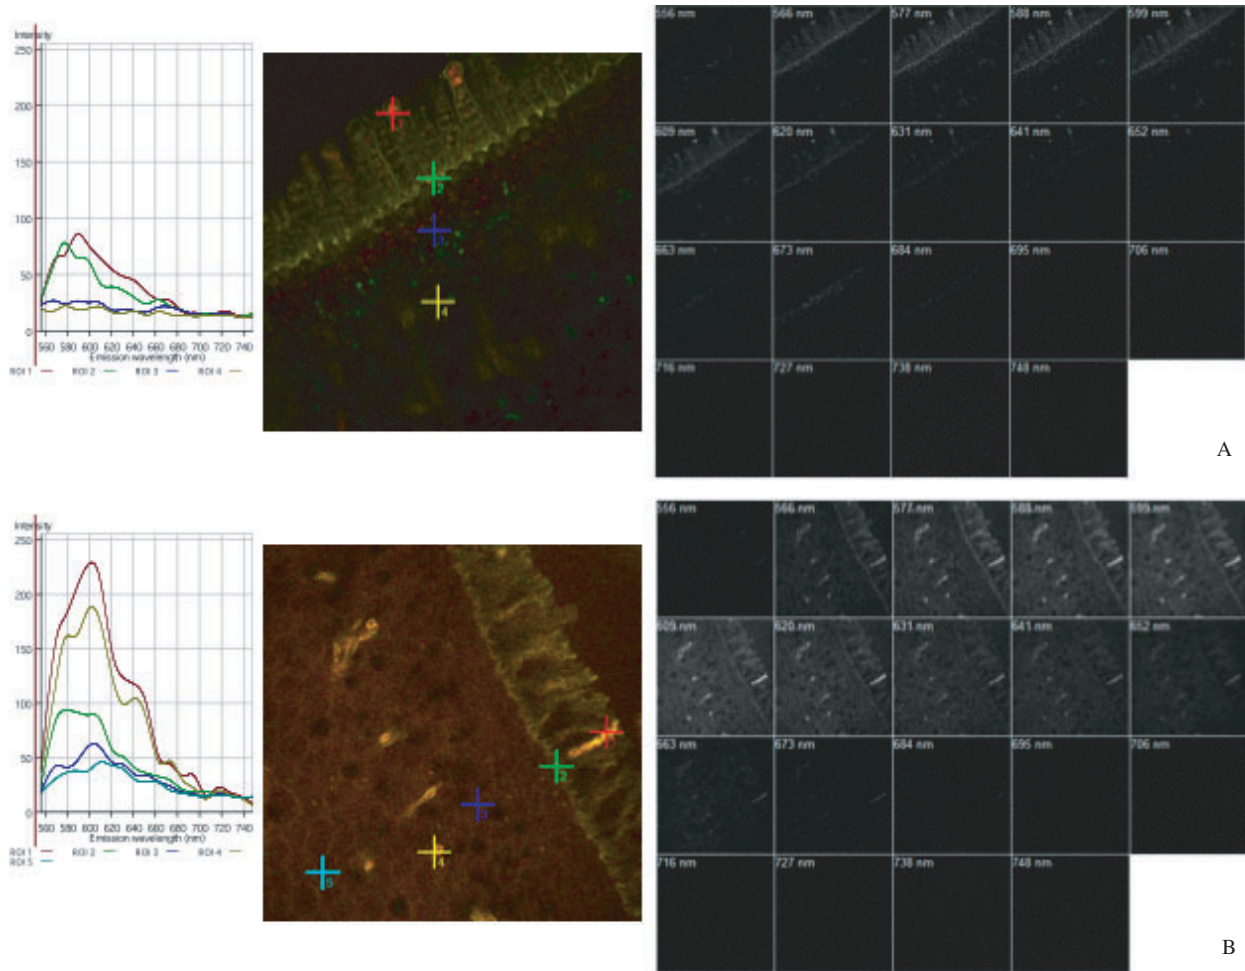 Intensity
250
200
150
100
50
0
560 580 600 620 640 660 680 700 720 740
Emission wavelength (nm)
ROI 1 ROI 2 ROI 3 ROI 4
1
2
3
4
556 nm 566 nm 577 nm 588 nm 599 nm
609 nm 620 nm 631 nm 641 nm 652 nm
663 nm 673 nm 684 nm 695 nm 706 nm
716 nm 727 nm 738 nm 748 nm
A
Intensity
250
200
150
100
50
0
560 580 600 620 640 660 680 700 720 740
Emission wavelength (nm)
ROI 1 ROI 2 ROI 3 ROI 4
ROI 5
2
3
4
5
556 nm 566 nm 577 nm 588 nm 599 nm
609 nm 620 nm 631 nm 641 nm 652 nm
663 nm 673 nm 684 nm 695 nm 706 nm
716 nm 727 nm 738 nm 748 nm
B